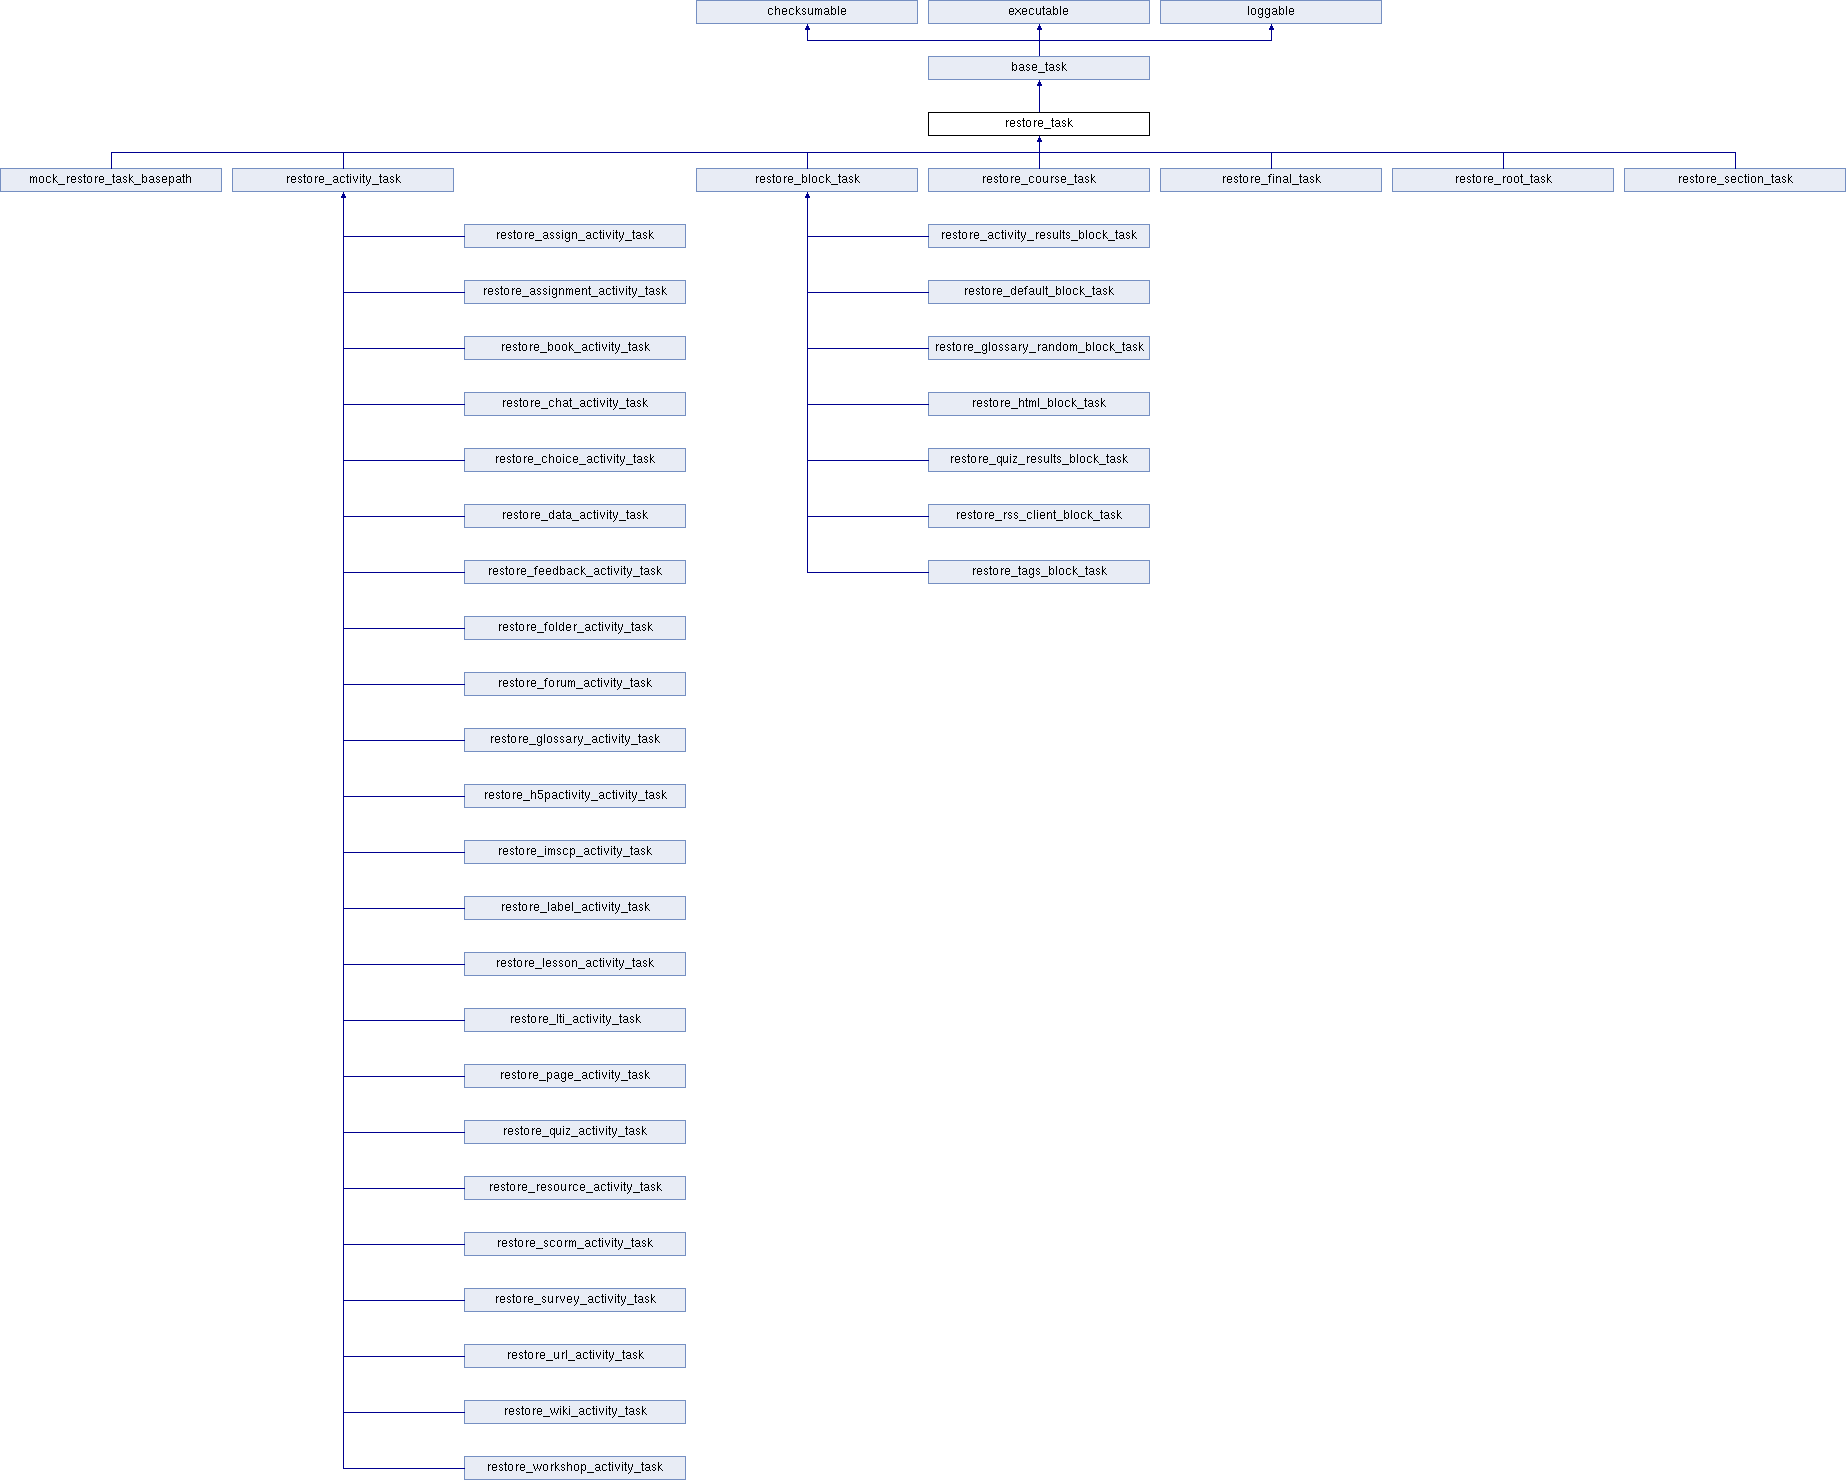 checksumable
executable
loggable
base_task
restore_task
mock_restore_task_basepath
restore_activity_task
restore_block_task
restore_course_task
restore_final_task
restore_root_task
restore_section_task
restore_assign_activity_task
restore_assignment_activity_task
restore_book_activity_task
restore_chat_activity_task
restore_choice_activity_task
restore_data_activity_task
restore_feedback_activity_task
restore_folder_activity_task
restore_forum_activity_task
restore_glossary_activity_task
restore_h5pactivity_activity_task
restore_imscp_activity_task
restore_label_activity_task
restore_lesson_activity_task
restore_lti_activity_task
restore_page_activity_task
restore_quiz_activity_task
restore_resource_activity_task
restore_scorm_activity_task
restore_survey_activity_task
restore_url_activity_task
restore_wiki_activity_task
restore_workshop_activity_task
restore_activity_results_block_task
restore_default_block_task
restore_glossary_random_block_task
restore_html_block_task
restore_quiz_results_block_task
restore_rss_client_block_task
restore_tags_block_task